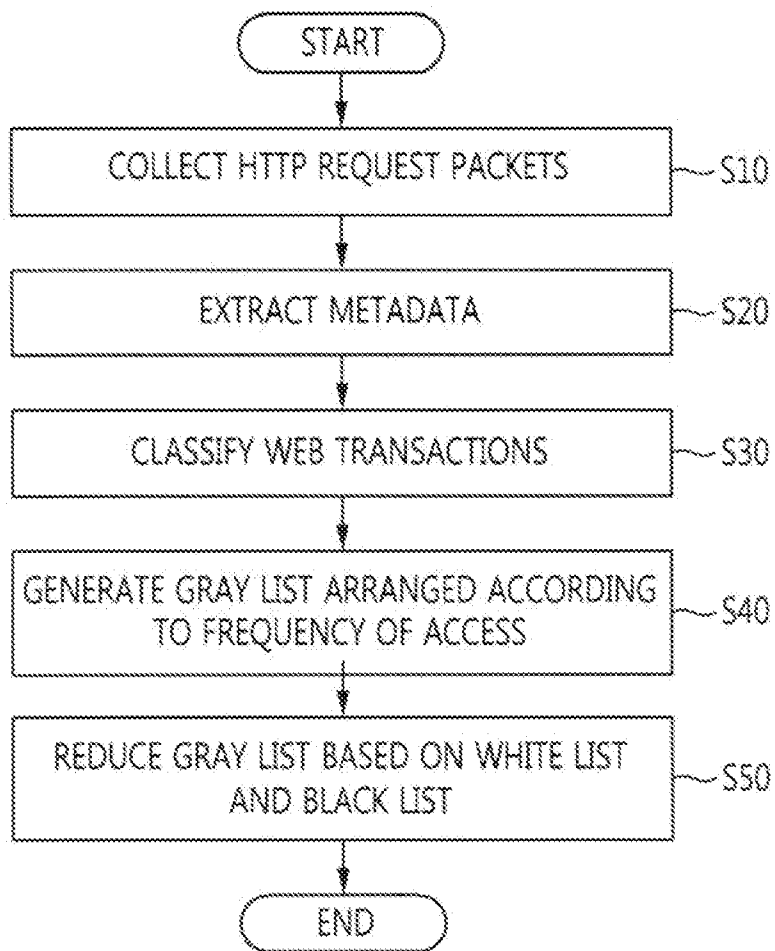 START
COLLECT HTTP REQUEST PACKETS
S10
EXTRACT METADATA
S20
CLASSIFY WEB TRANSACTIONS
S30
GENERATE GRAY LIST ARRANGED ACCORDING
TO FREQUENCY OF ACCESS
S40
REDUCE GRAY LIST BASED ON WHITE LIST
AND BLACK LIST
S50
END